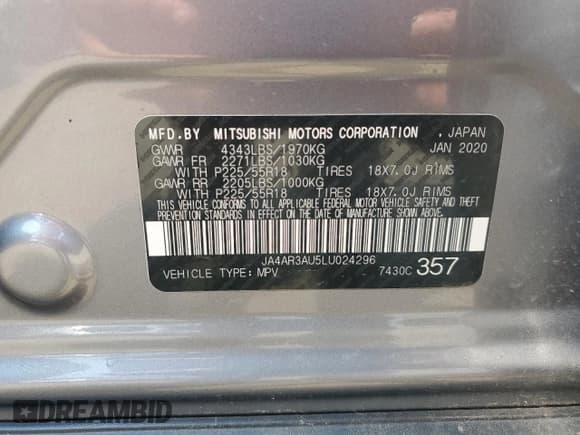 MFD.BY MITSUBISHI MOTORS CORPORATION . JAPAN
GVWR 4343LBS/1970KG JAN 2020
GAWR FR 2271LBS/1030KG
WITH P225/55R18 TIRES 18X7.0J RIMS
GAWR RR 2205LBS/1000KG
WITH P225/55R18 TIRES 18X7.0J RIMS
THIS VEHICLE CONFORMS TO ALL APPLICABLE FEDERAL MOTOR VEHICLE SAFETY AND THEFT
PREVENTION STANDARDS IN EFFECT ON THE DATE OF MANUFACTURE SHOWN ABOVE.
JA4AR3AU5LU024296
VEHICLE TYPE: MPV 7430C 357
DREAMBID